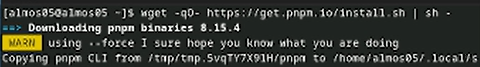 [almos05@almos05 ~]$ wget -qO- https://get.pnpm.io/install.sh | sh -
==> Downloading pnpm binaries 8.15.4
WARN using --force I sure hope you know what you are doing
Copying pnpm CLI from /tmp/tmp.5vqTY7X9lH/pnpm to /home/almos05/.local/s